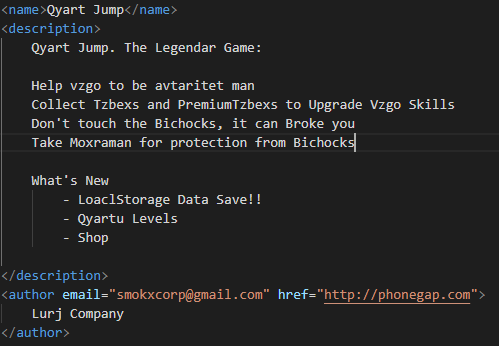 <name>Qyart Jump</name>
<description>
Qyart Jump. The Legendar Game:
Help vzgo to be avtaritet man
Collect Tzbexs and PremiumTzbexs to Upgrade Vzgo Skills
Don't touch the Bichocks, it can Broke you
Take Moxraman for protection from Bichocks
What's New
- LoaclStorage Data Save!!
- Qyartu Levels
- Shop
</description>
<author email="smokxcorp@gmail.com" href="http://phonegap.com">
Lurj Company
</author>